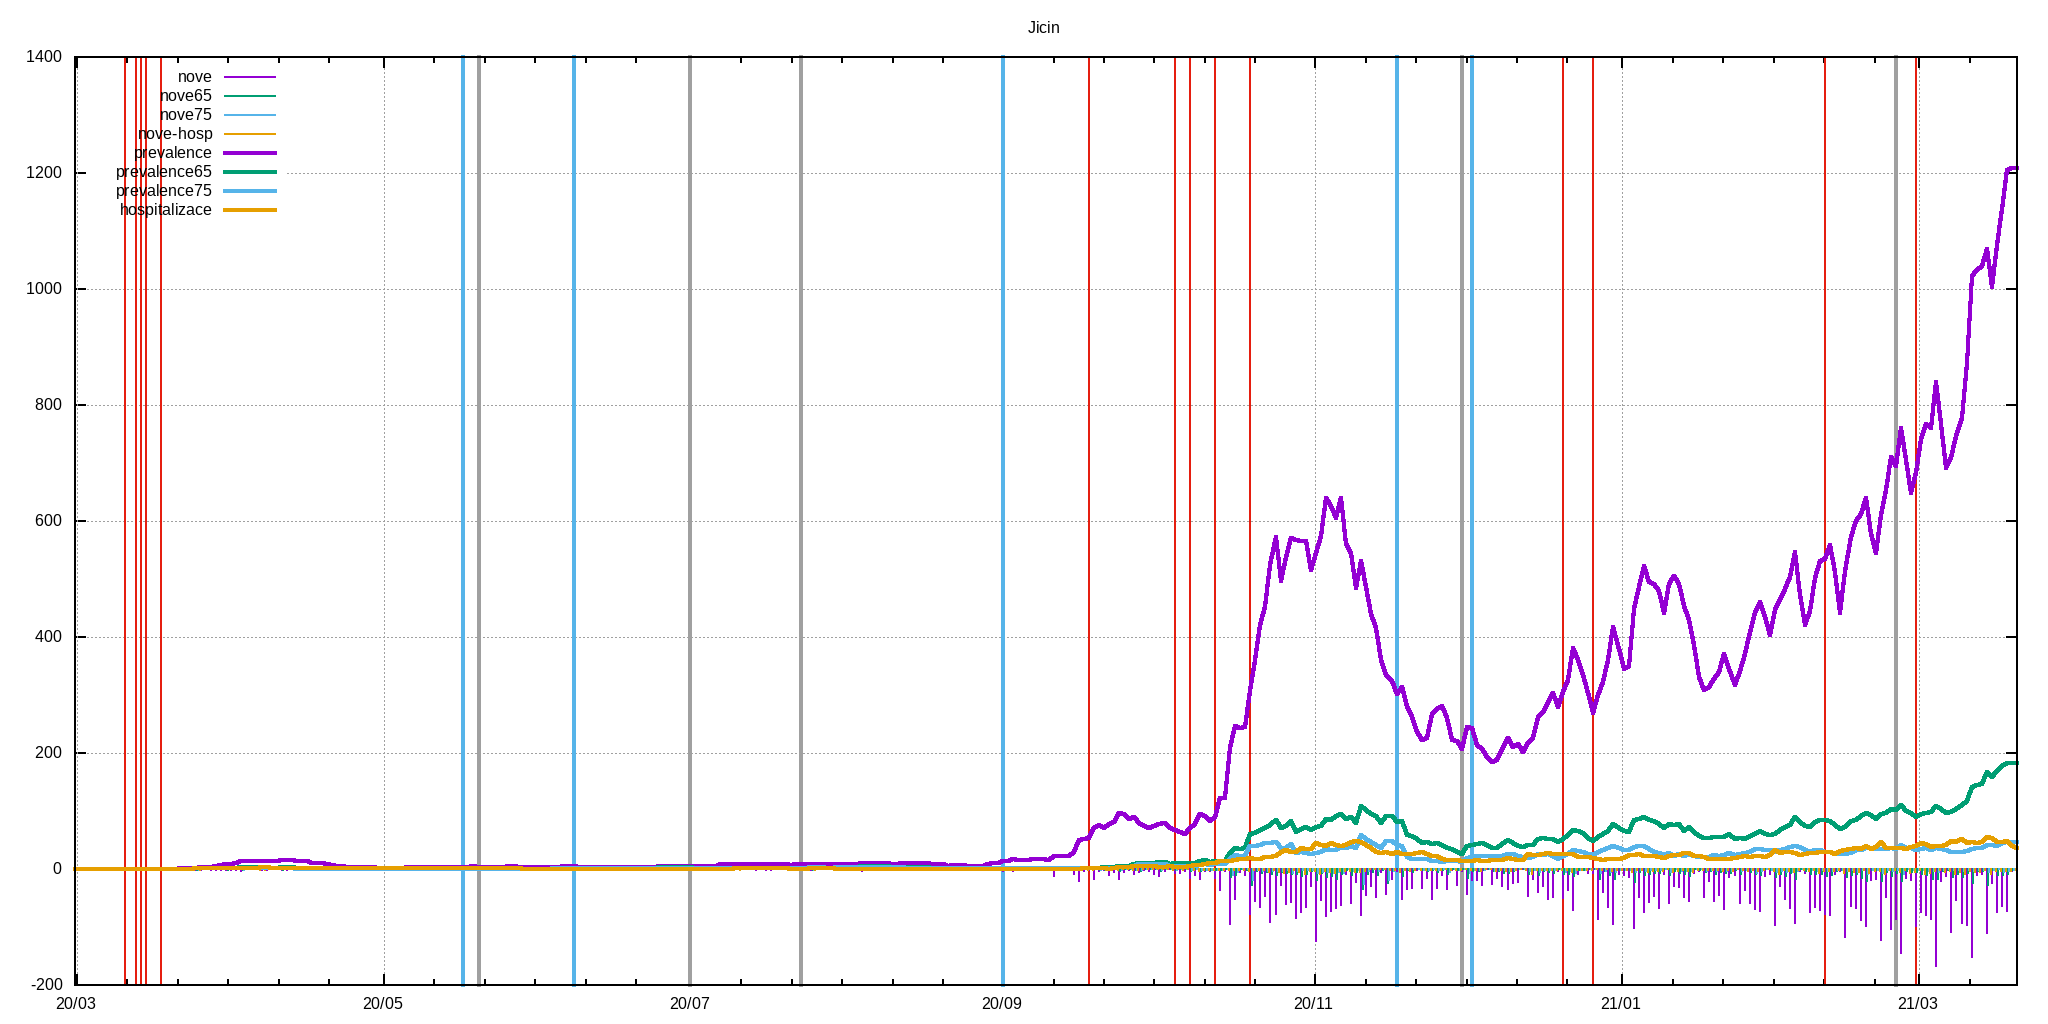 Jicin
1400
1200
1000
800
600
400
200
0
-200
nove
nove65
nove75
nove-hosp
prevalence
prevalence65
prevalence75
hospitalizace
20/03 20/05 20/07 20/09 20/11 21/01 21/03